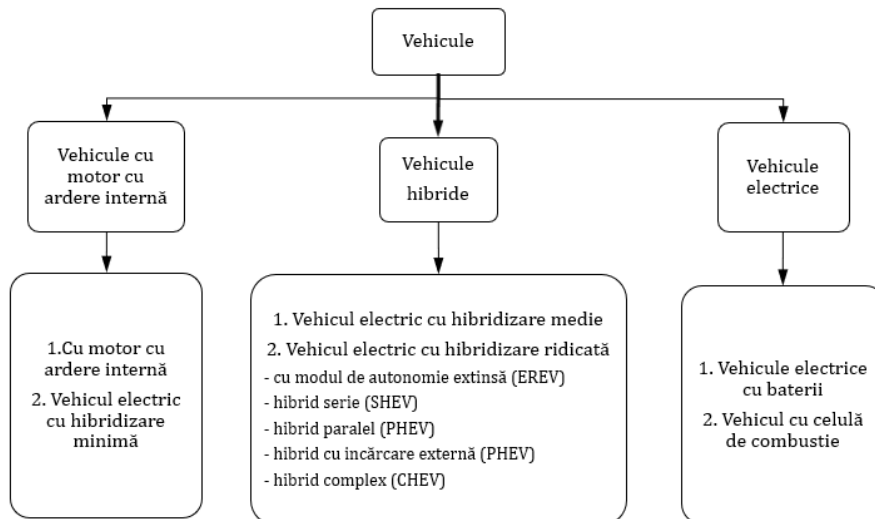 Vehicule
Vehicule cu
motor cu
ardere internă
Vehicule
hibride
Vehicule
electrice
1.Cu motor cu
ardere internă
2. Vehicul electric
cu hibridizare
minimă
1. Vehicul electric cu hibridizare medie
2. Vehicul electric cu hibridizare ridicată
- cu modul de autonomie extinsă (EREV)
- hibrid serie (SHEV)
- hibrid paralel (PHEV)
- hibrid cu incărcare externă (PHEV)
- hibrid complex (CHEV)
1. Vehicule electrice
cu baterii
2. Vehicul cu celulă
de combustie